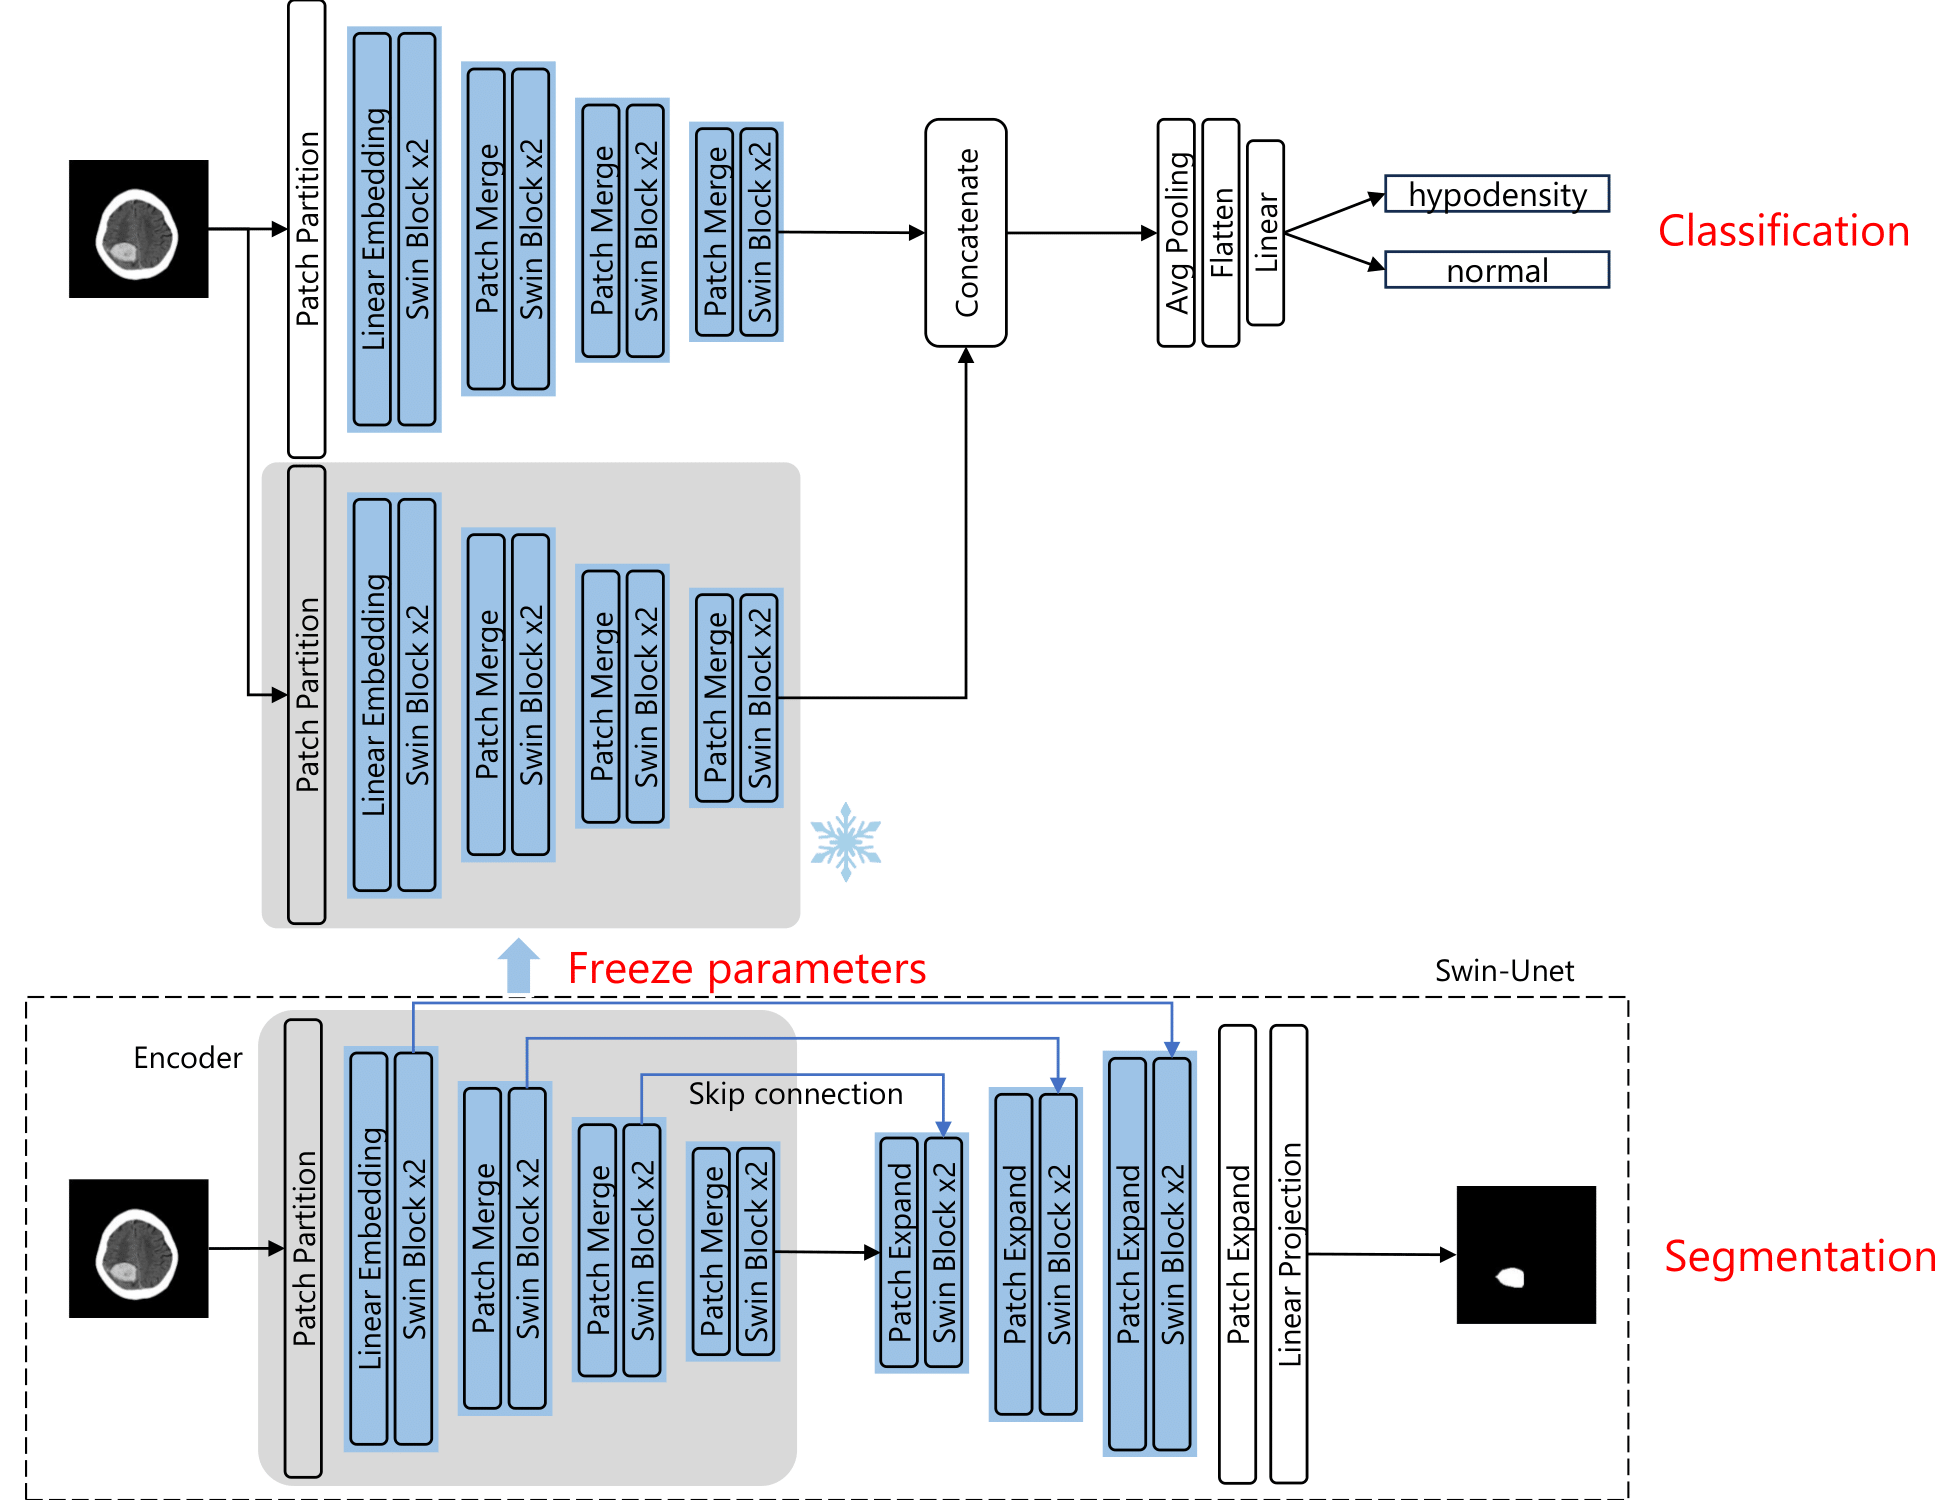 Patch Partition
Linear Embedding
Swin Block x2
Patch Merge
Swin Block x2
Patch Merge
Swin Block x2
Patch Merge
Swin Block x2
Concatenate
Avg Pooling
Flatten
Linear
hypodensity
normal
Classification
Patch Partition
Linear Embedding
Swin Block x2
Patch Merge
Swin Block x2
Patch Merge
Swin Block x2
Patch Merge
Swin Block x2
Freeze parameters
Swin-Unet
Encoder
Skip connection
Patch Partition
Linear Embedding
Swin Block x2
Patch Merge
Swin Block x2
Patch Merge
Swin Block x2
Patch Merge
Swin Block x2
Patch Expand
Swin Block x2
Patch Expand
Swin Block x2
Patch Expand
Swin Block x2
Patch Expand
Linear Projection
Segmentation